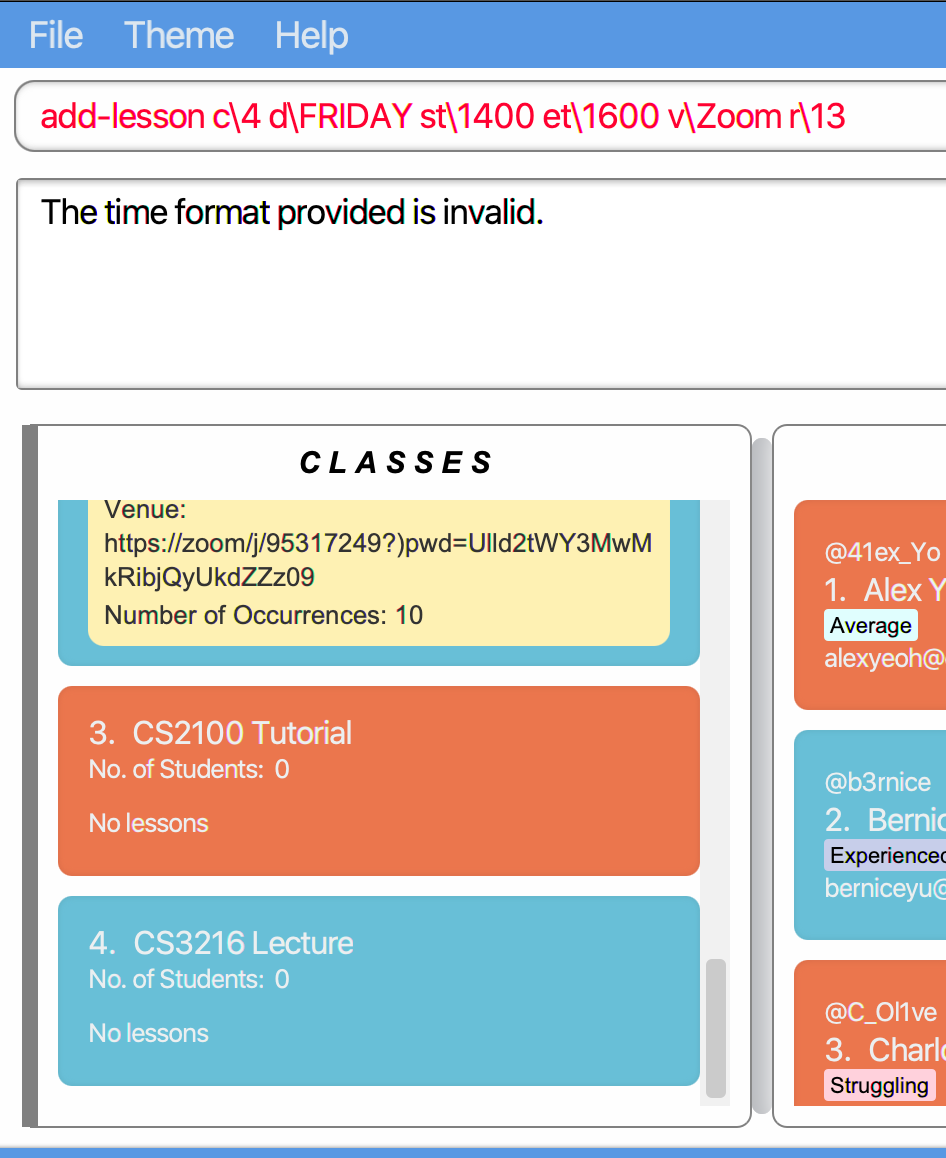 File Theme Help
add-lesson c\4 d\FRIDAY st\1400 et\1600 v\Zoom r\13
The time format provided is invalid.
CLASSES
Venue:
https://zoom/j/95317249?)pwd=UlId2tWY3MwM
kRibjQyUkdZZz09
Number of Occurrences: 10
3. CS2100 Tutorial
No. of Students: 0
No lessons
4. CS3216 Lecture
No. of Students: 0
No lessons
@41ex_Yo
1. Alex Y
Average
alexyeoh@
@b3rnice
2. Bernic
Experienced
berniceyu@
@C_Ol1ve
3. Charlo
Struggling